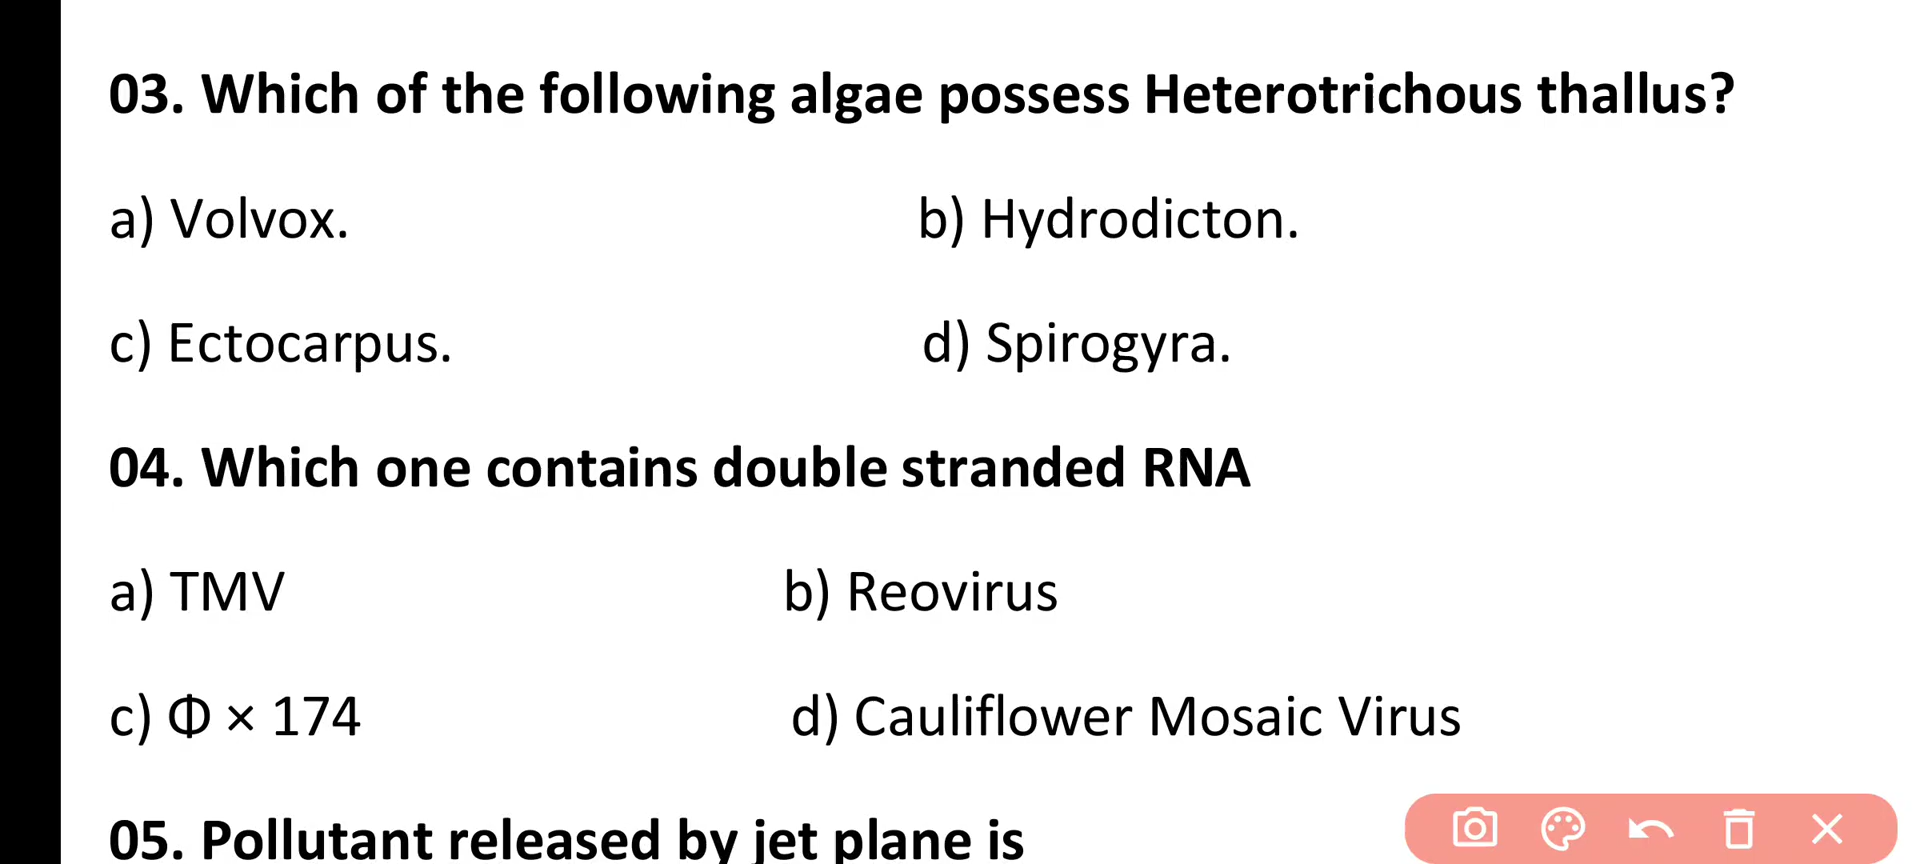 03. Which of the following algae possess Heterotrichous thallus?
a) Volvox. b) Hydrodicton.
c) Ectocarpus. d) Spirogyra.
04. Which one contains double stranded RNA
a) TMV b) Reovirus
c) Φ × 174 d) Cauliflower Mosaic Virus
05. Pollutant released by jet plane is